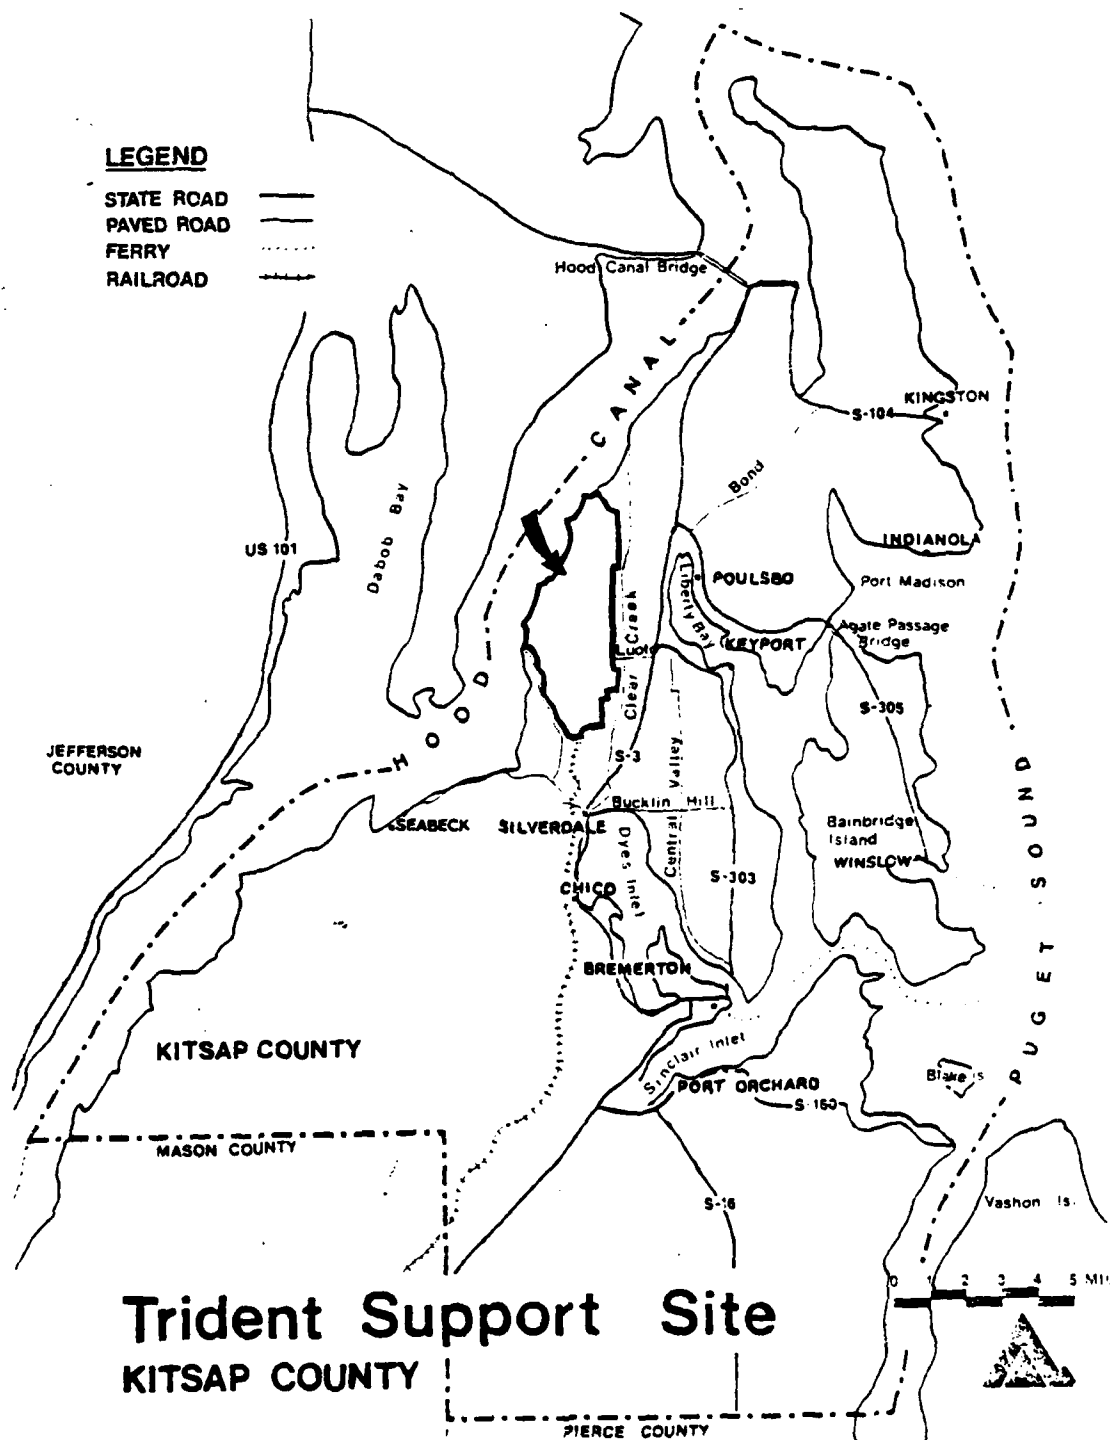 LEGEND
STATE ROAD
PAVED ROAD
FERRY
RAILROAD
Hood Canal Bridge
HOOD CANAL
KINGSTON
S-104
Bond
Dabob Bay
US 101
INDIANOLA
POULSBO
Port Madison
Liberty Bay
Agate Passage
Bridge
KEYPORT
Clear Creek
Luoto
S-305
S-3
JEFFERSON
COUNTY
Central Valley
Bucklin Hill
SEABECK
SILVERDALE
Bainbridge
Island
WINSLOW
Dyes Inlet
S-303
CHICO
BREMERTON
PUGET SOUND
KITSAP COUNTY
Sinclair Inlet
Blake Is
PORT ORCHARD
S-160
MASON COUNTY
S-16
Vashon Is.
0 1 2 3 4 5 MI
Trident Support Site
KITSAP COUNTY
PIERCE COUNTY